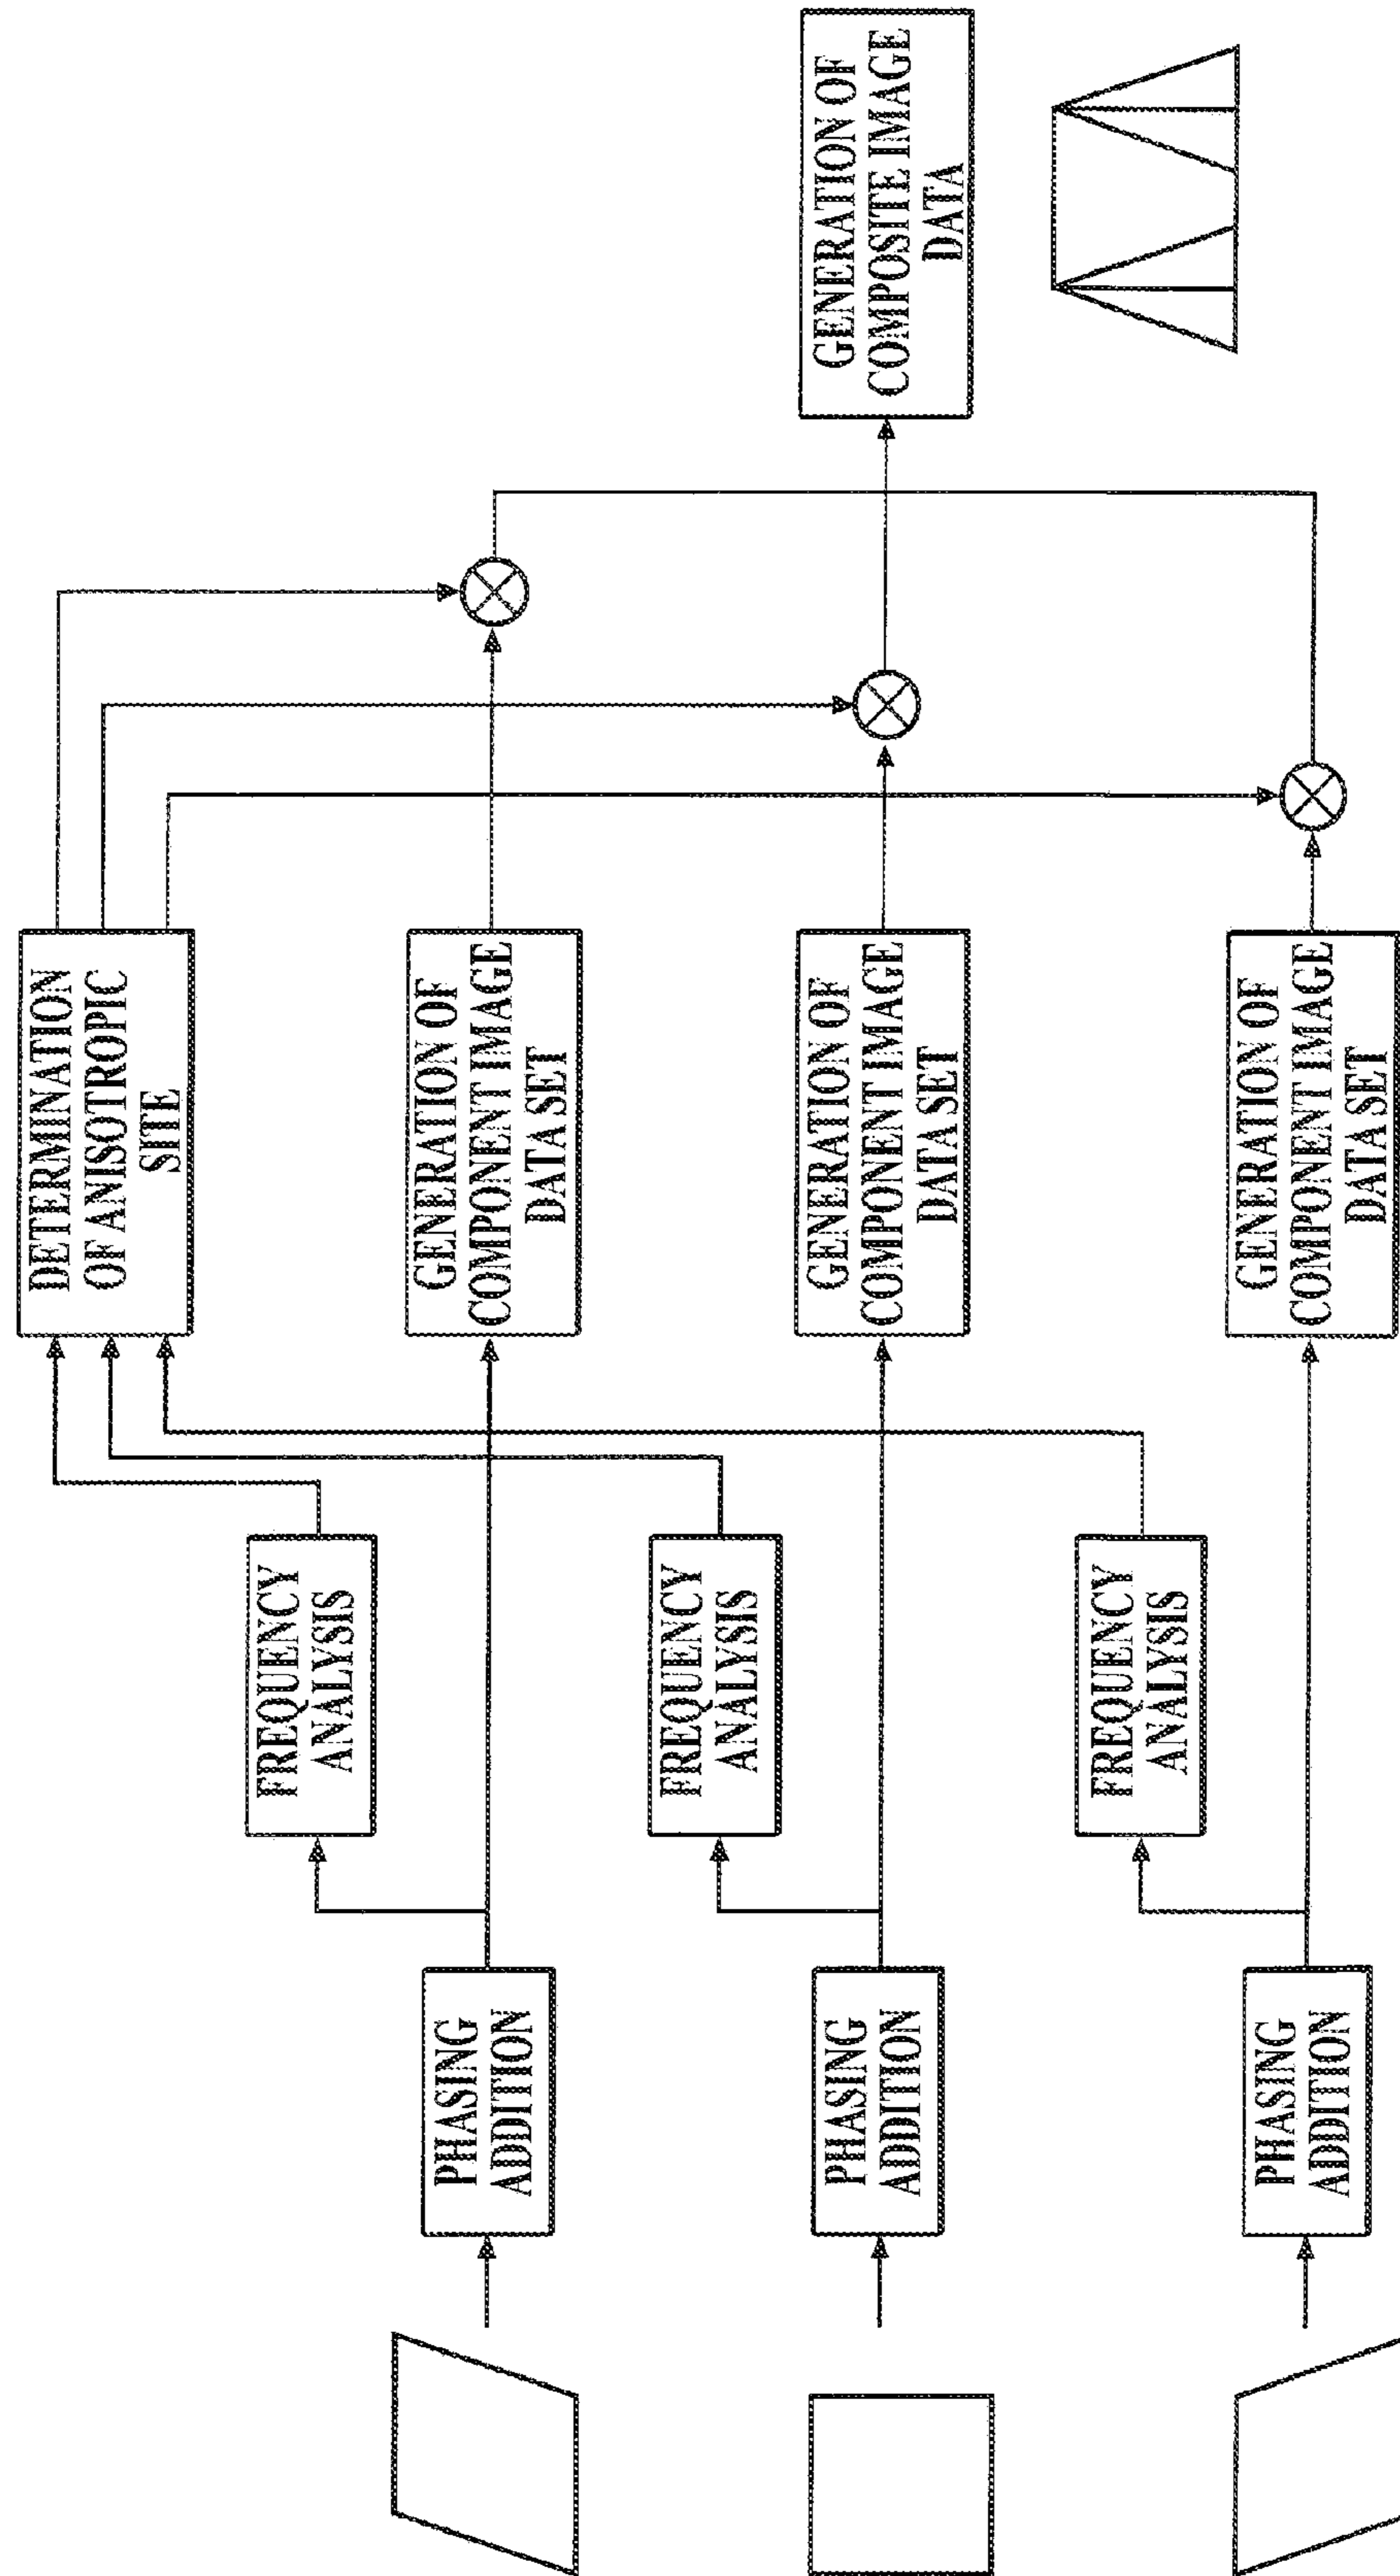 DETERMINATION
OF ANISOTROPIC
SITE
GENERATION OF
COMPONENT IMAGE
DATA SET
GENERATION OF
COMPONENT IMAGE
DATA SET
GENERATION OF
COMPONENT IMAGE
DATA SET
GENERATION OF
COMPOSITE IMAGE
DATA
FREQUENCY
ANALYSIS
FREQUENCY
ANALYSIS
FREQUENCY
ANALYSIS
PHASING
ADDITION
PHASING
ADDITION
PHASING
ADDITION